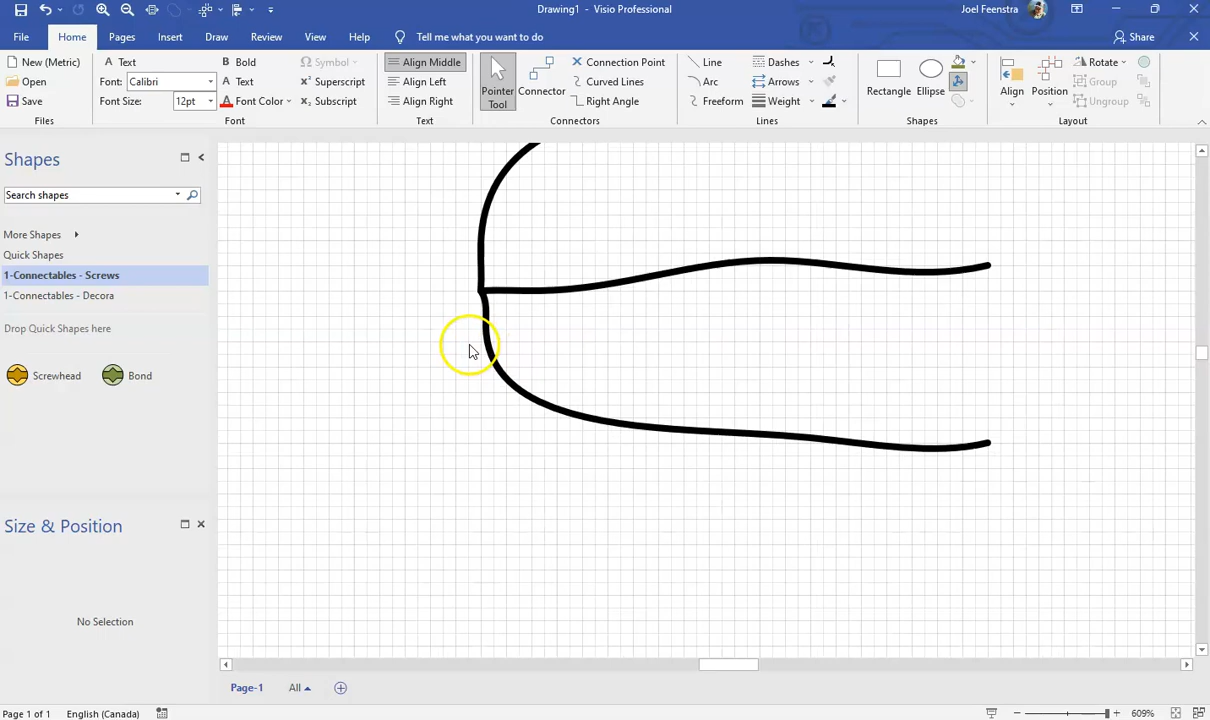 Drawing1 - Visio Professional
Joel Feenstra
File
Home
Pages
Insert
Draw
Review
View
Help
Tell me what you want to do
Share
New (Metric)
Open
Save
Files
Text
Bold
Symbol
Font: Calibri
Text
Superscript
Font Size: 12pt.
Font Color
Subscript
Font
Align Middle
Align Left
Align Right
Text
Pointer Tool
Connector
Connection Point
Curved Lines
Right Angle
Connectors
Line
Dashes
Arc
Arrows
Freeform
Weight
Lines
Rectangle
Ellipse
Shapes
Align
Position
Rotate
Group
Ungroup
Layout
Shapes
Search shapes
More Shapes
Quick Shapes
1-Connectables - Screws
1-Connectables - Decora
Drop Quick Shapes here
Screwhead
Bond
Size & Position
No Selection
Page-1
All
Page 1 of 1
English (Canada)
609%